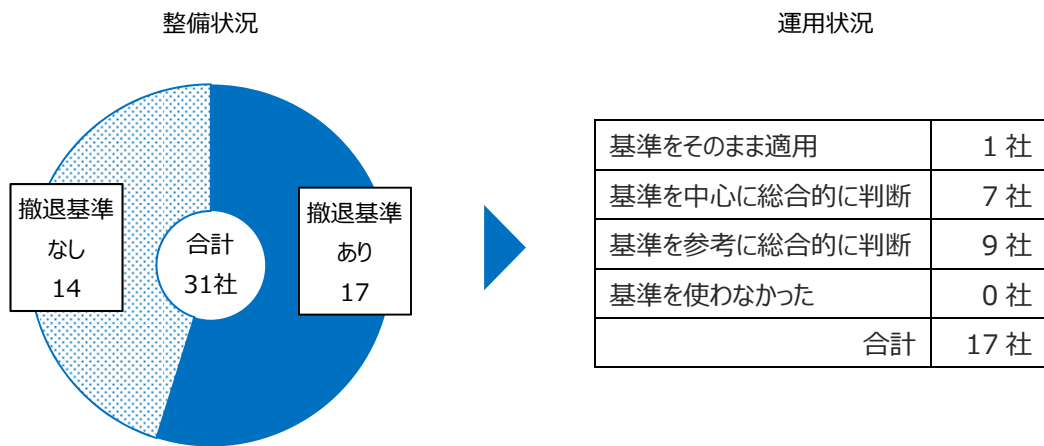 整備状況
撤退基準
なし
14
合計
31社
撤退基準
あり
17
運用状況
基準をそのまま適用 1 社
基準を中心に総合的に判断 7 社
基準を参考に総合的に判断 9 社
基準を使わなかった 0 社
合計 17 社